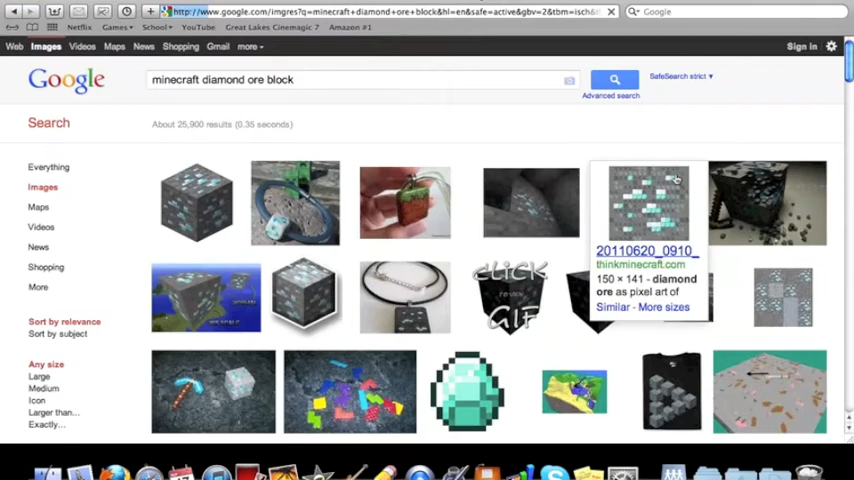 http://www.google.com/imgres?q=minecraft+diamond+ore+block&hl=en&safe=active&gbv=2&tbm=isch&
Google
Netflix Games School YouTube Great Lakes Cinemagic 7 Amazon #1
Web Images Videos Maps News Shopping Gmail more Sign in
Google minecraft diamond ore block SafeSearch strict
Advanced search
Search About 25,900 results (0.35 seconds)
Everything
Images
Maps
Videos
News
Shopping
More
Sort by relevance
Sort by subject
Any size
Large
Medium
Icon
Larger than...
Exactly...
20110620_0910_
thinkminecraft.com
150 × 141 - diamond
ore as pixel art of
Similar - More sizes
CLICK
GIF